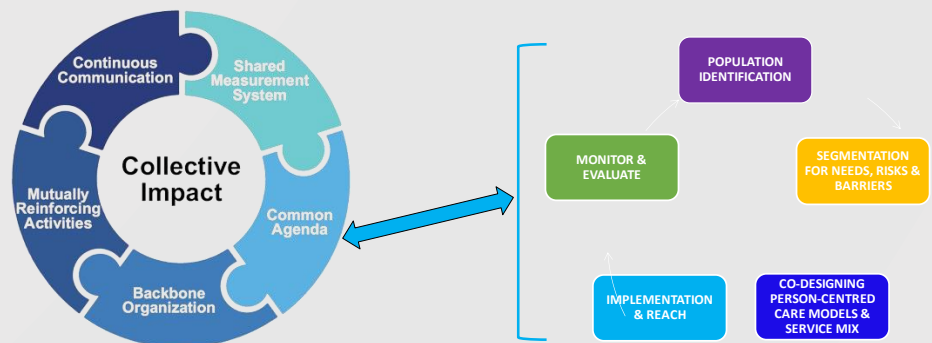 Continuous
Communication
Shared
Measurement
System
Collective
Impact
Mutually
Reinforcing
Activities
Common
Agenda
Backbone
Organization
POPULATION
IDENTIFICATION
MONITOR &
EVALUATE
SEGMENTATION
FOR NEEDS, RISKS &
BARRIERS
IMPLEMENTATION
& REACH
CO-DESIGNING
PERSON-CENTRED
CARE MODELS &
SERVICE MIX